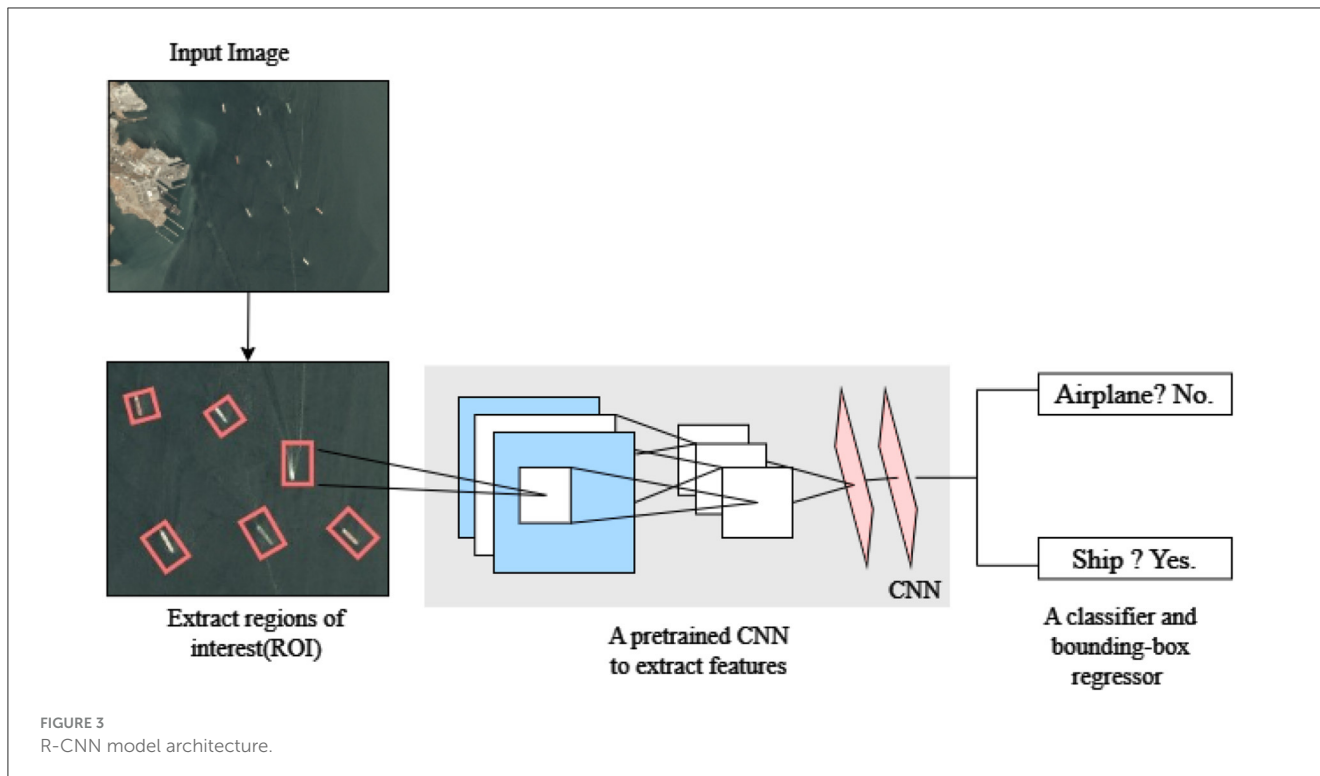 Input Image
Extract regions of
interest(ROI)
CNN
A pretrained CNN
to extract features
Airplane? No.
Ship ? Yes.
A classifier and
bounding-box
regressor
FIGURE 3
R-CNN model architecture.